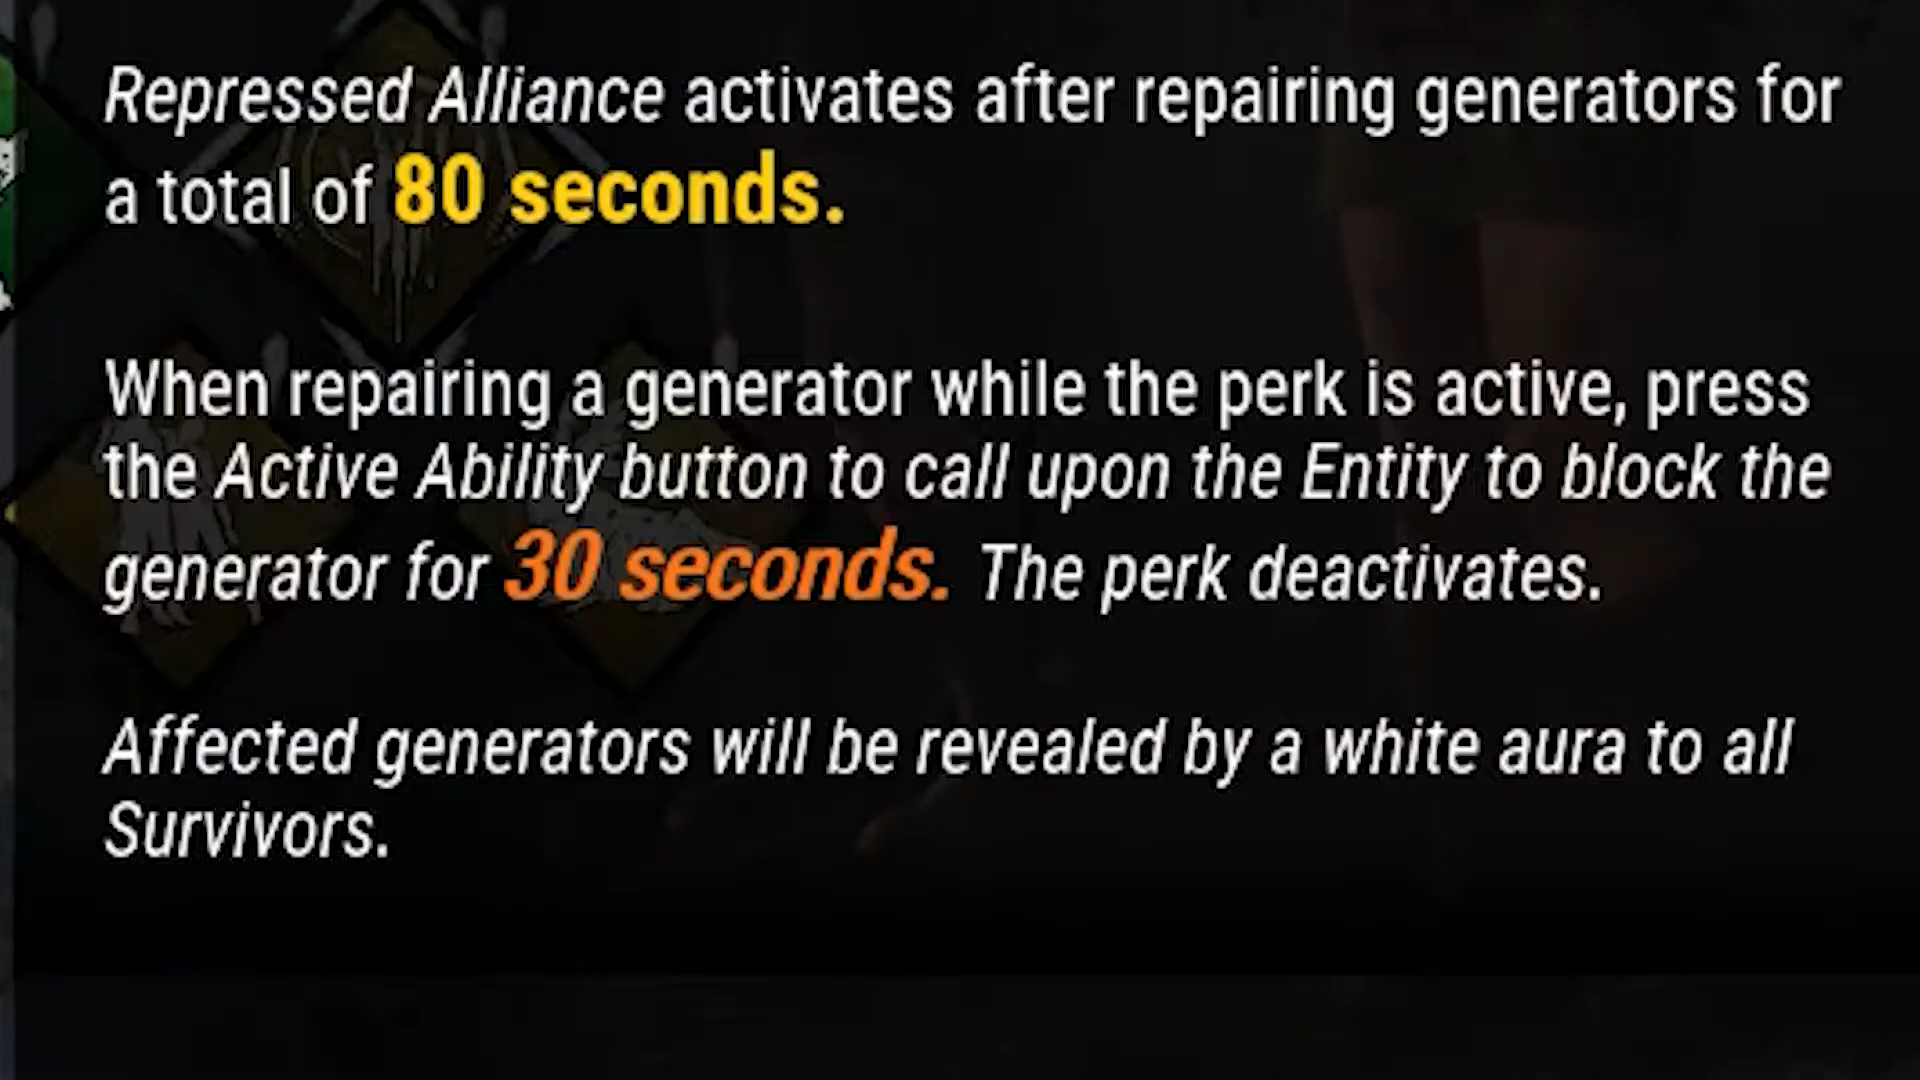 Repressed Alliance activates after repairing generators for
a total of 80 seconds.
When repairing a generator while the perk is active, press
the Active Ability button to call upon the Entity to block the
generator for 30 seconds. The perk deactivates.
Affected generators will be revealed by a white aura to all
Survivors.